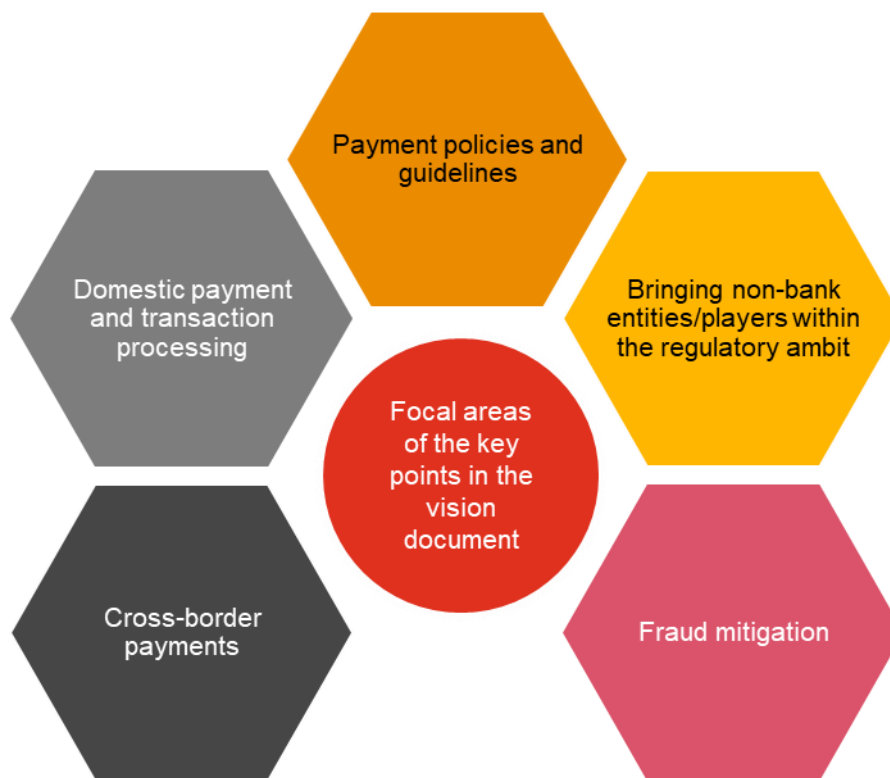 Payment policies and
guidelines
Domestic payment
and transaction
processing
Bringing non-bank
entities/players within
the regulatory ambit
Focal areas
of the key
points in the
vision
document
Cross-border
payments
Fraud mitigation